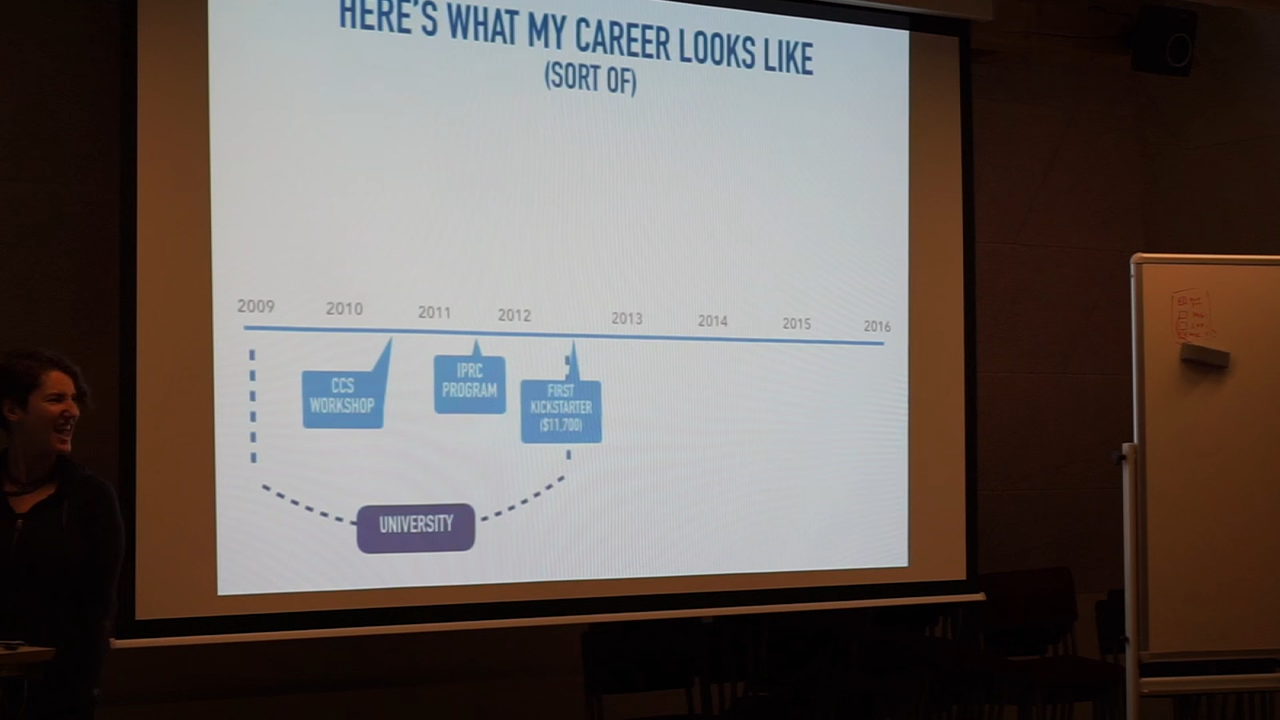 HERE'S WHAT MY CAREER LOOKS LIKE
(SORT OF)
2009 2010 2011 2012 2013 2014 2015 2016
CCS
WORKSHOP
IPRC
PROGRAM
FIRST
KICKSTARTER
($11,700)
UNIVERSITY